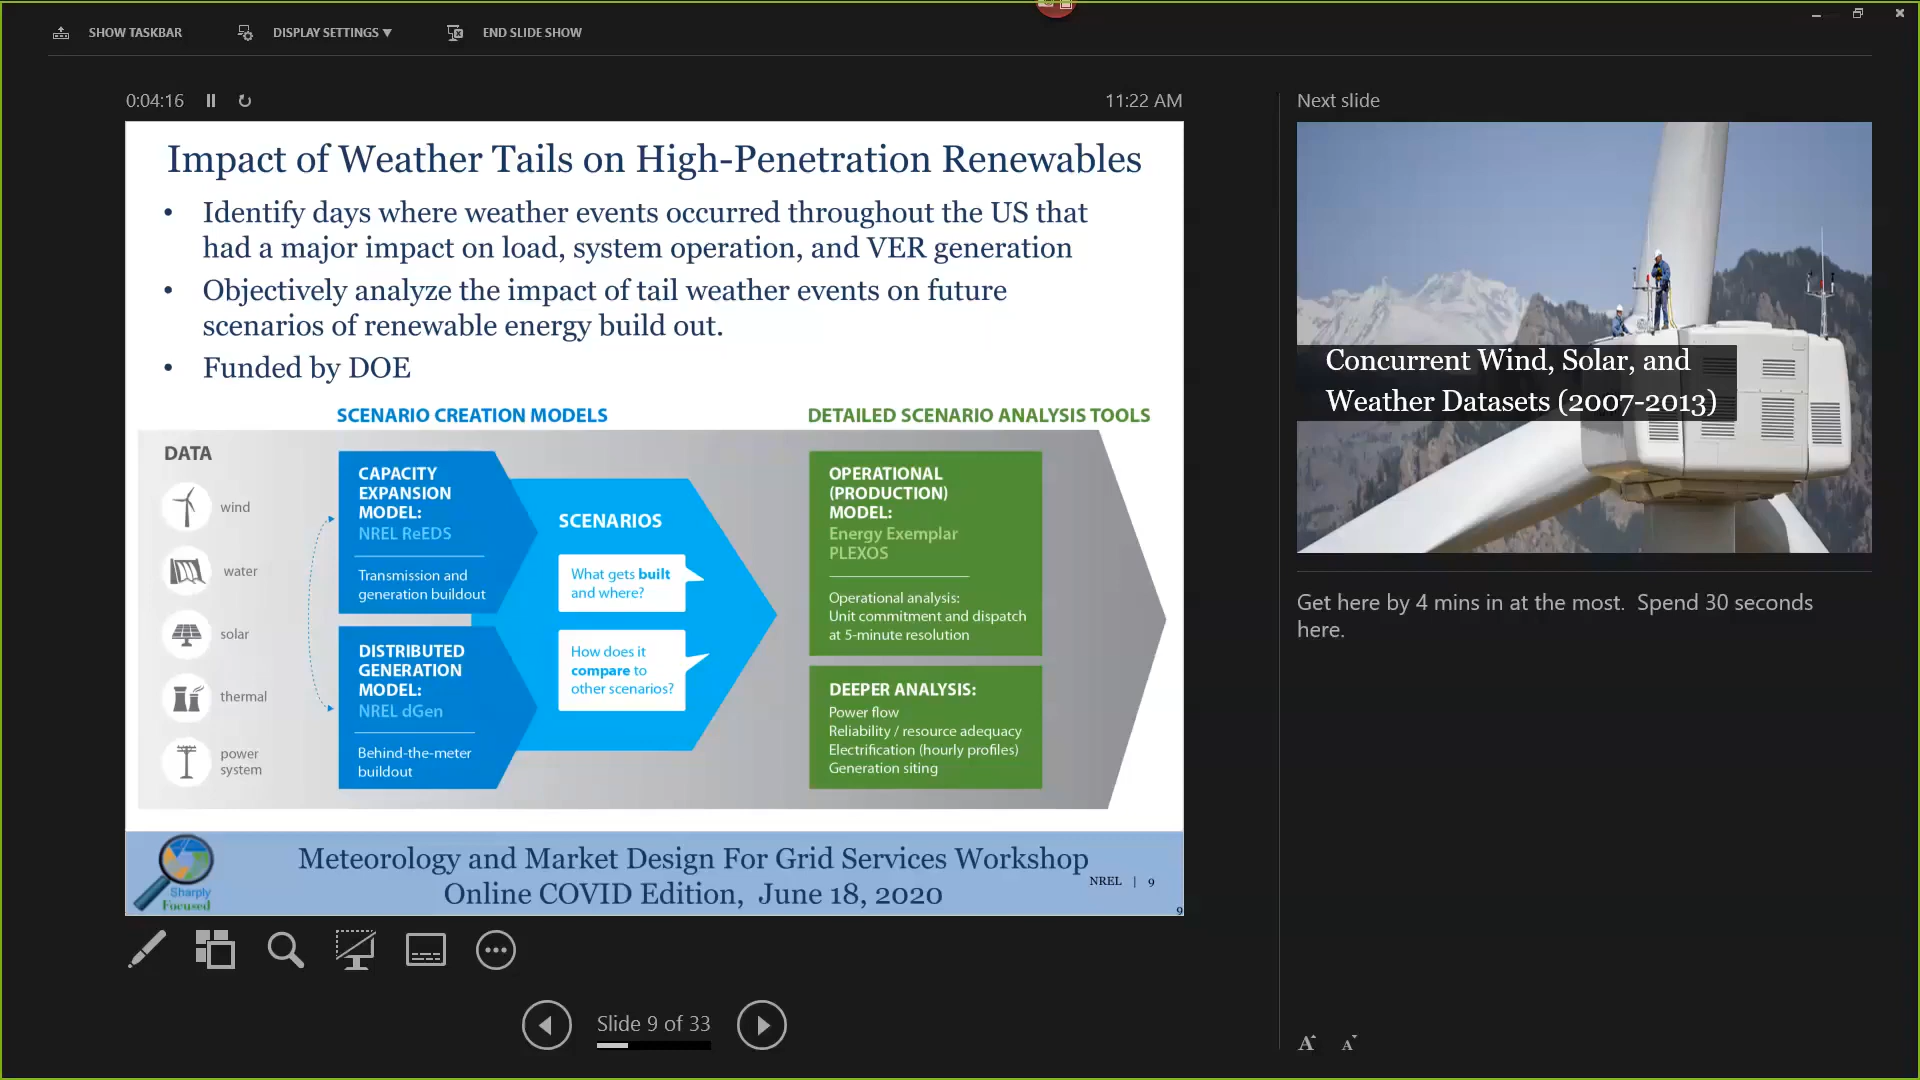 SHOW TASKBAR
DISPLAY SETTINGS ▼
END SLIDE SHOW
0:04:16
11:22 AM
Impact of Weather Tails on High-Penetration Renewables
• Identify days where weather events occurred throughout the US that
had a major impact on load, system operation, and VER generation
• Objectively analyze the impact of tail weather events on future
scenarios of renewable energy build out.
• Funded by DOE
SCENARIO CREATION MODELS
DETAILED SCENARIO ANALYSIS TOOLS
DATA
wind
water
solar
thermal
power
system
CAPACITY
EXPANSION
MODEL:
NREL ReEDS
Transmission and
generation buildout
DISTRIBUTED
GENERATION
MODEL:
NREL dGen
Behind-the-meter
buildout
SCENARIOS
What gets built
and where?
How does it
compare to
other scenarios?
OPERATIONAL
(PRODUCTION)
MODEL:
Energy Exemplar
PLEXOS
Operational analysis:
Unit commitment and dispatch
at 5-minute resolution
DEEPER ANALYSIS:
Power flow
Reliability / resource adequacy
Electrification (hourly profiles)
Generation siting
Sharply
Focused
Meteorology and Market Design For Grid Services Workshop
Online COVID Edition, June 18, 2020
NREL | 9
9
Slide 9 of 33
Next slide
Concurrent Wind, Solar, and
Weather Datasets (2007-2013)
Get here by 4 mins in at the most. Spend 30 seconds
here.
A A